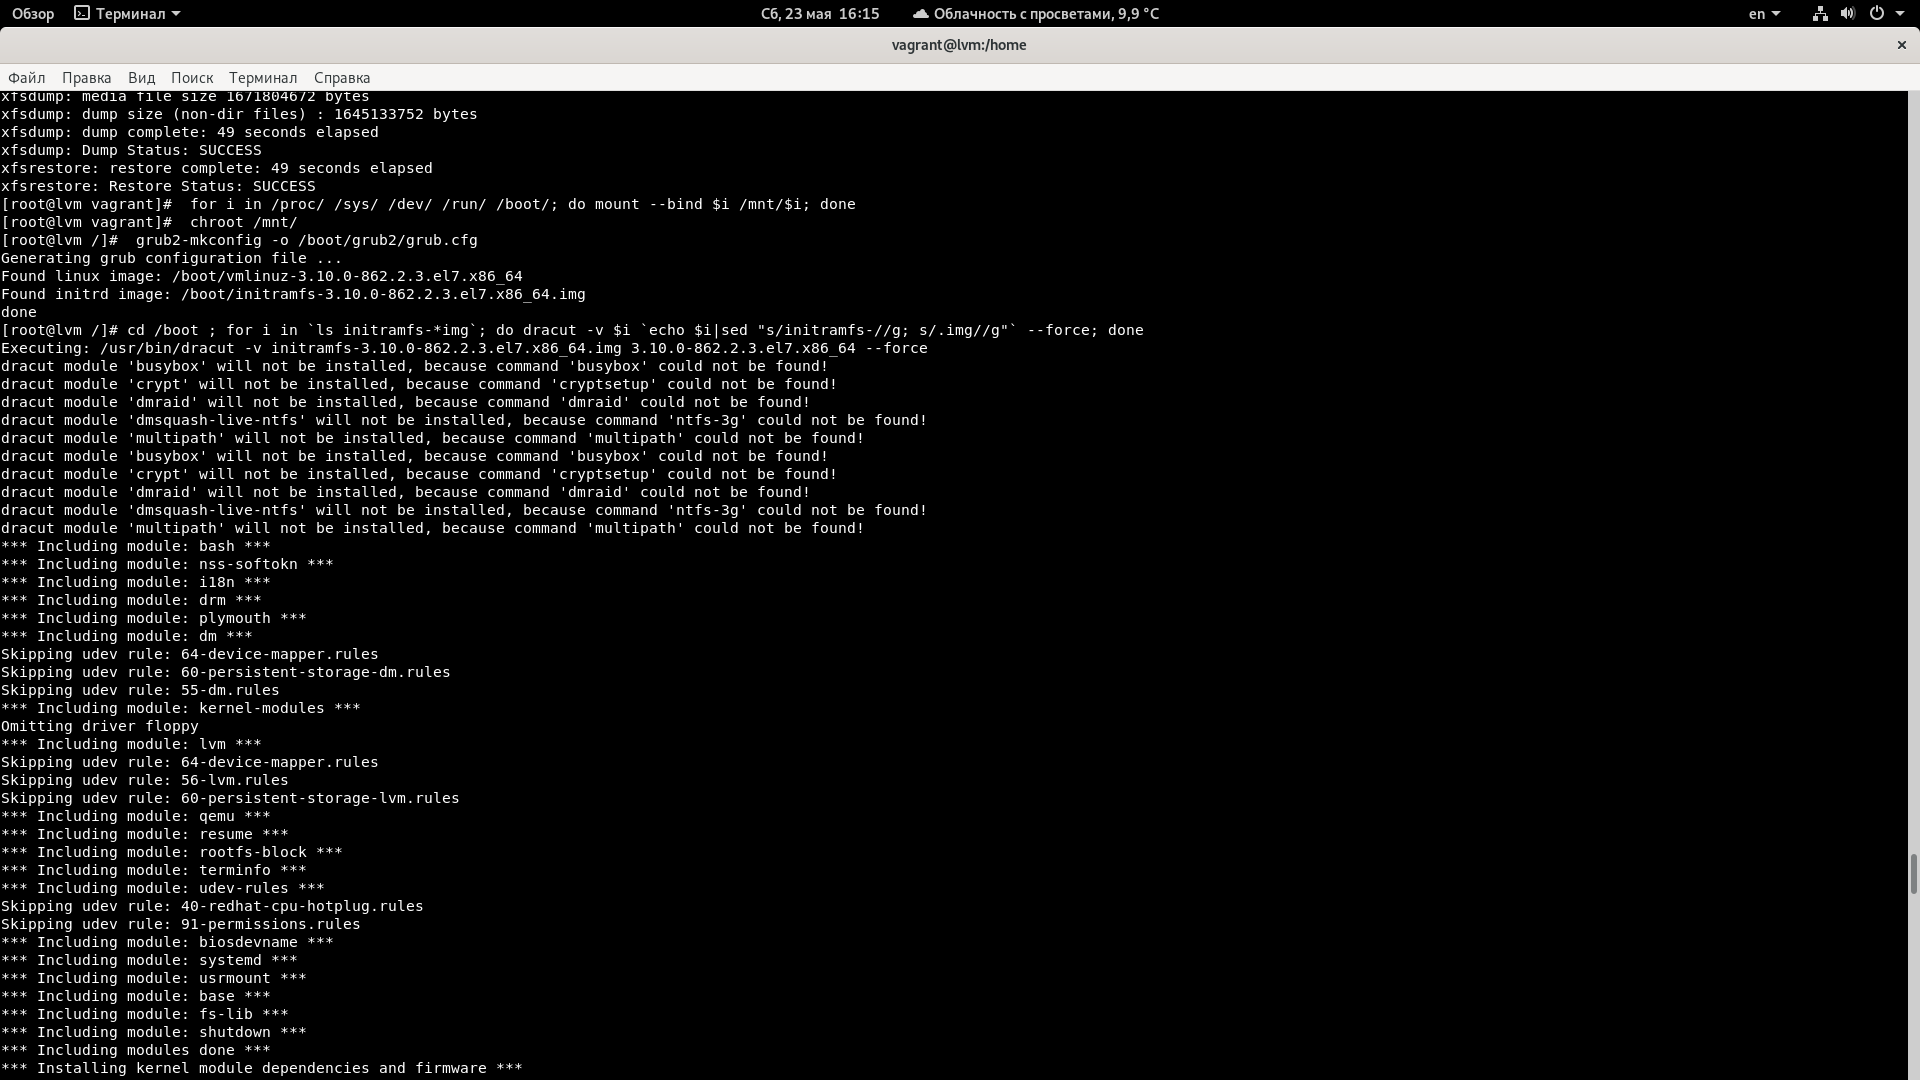 Обзор Терминал Сб, 23 мая 16:15 Облачность с просветами, 9,9 °C en
vagrant@lvm:/home ×
Файл Правка Вид Поиск Терминал Справка
xfsdump: media file size 1671804672 bytes
xfsdump: dump size (non-dir files) : 1645133752 bytes
xfsdump: dump complete: 49 seconds elapsed
xfsdump: Dump Status: SUCCESS
xfsrestore: restore complete: 49 seconds elapsed
xfsrestore: Restore Status: SUCCESS
[root@lvm vagrant]#  for i in /proc/ /sys/ /dev/ /run/ /boot/; do mount --bind $i /mnt/$i; done
[root@lvm vagrant]#  chroot /mnt/
[root@lvm /]#  grub2-mkconfig -o /boot/grub2/grub.cfg
Generating grub configuration file ...
Found linux image: /boot/vmlinuz-3.10.0-862.2.3.el7.x86_64
Found initrd image: /boot/initramfs-3.10.0-862.2.3.el7.x86_64.img
done
[root@lvm /]# cd /boot ; for i in `ls initramfs-*img`; do dracut -v $i `echo $i|sed "s/initramfs-//g; s/.img//g"` --force; done
Executing: /usr/bin/dracut -v initramfs-3.10.0-862.2.3.el7.x86_64.img 3.10.0-862.2.3.el7.x86_64 --force
dracut module 'busybox' will not be installed, because command 'busybox' could not be found!
dracut module 'crypt' will not be installed, because command 'cryptsetup' could not be found!
dracut module 'dmraid' will not be installed, because command 'dmraid' could not be found!
dracut module 'dmsquash-live-ntfs' will not be installed, because command 'ntfs-3g' could not be found!
dracut module 'multipath' will not be installed, because command 'multipath' could not be found!
dracut module 'busybox' will not be installed, because command 'busybox' could not be found!
dracut module 'crypt' will not be installed, because command 'cryptsetup' could not be found!
dracut module 'dmraid' will not be installed, because command 'dmraid' could not be found!
dracut module 'dmsquash-live-ntfs' will not be installed, because command 'ntfs-3g' could not be found!
dracut module 'multipath' will not be installed, because command 'multipath' could not be found!
*** Including module: bash ***
*** Including module: nss-softokn ***
*** Including module: i18n ***
*** Including module: drm ***
*** Including module: plymouth ***
*** Including module: dm ***
Skipping udev rule: 64-device-mapper.rules
Skipping udev rule: 60-persistent-storage-dm.rules
Skipping udev rule: 55-dm.rules
*** Including module: kernel-modules ***
Omitting driver floppy
*** Including module: lvm ***
Skipping udev rule: 64-device-mapper.rules
Skipping udev rule: 56-lvm.rules
Skipping udev rule: 60-persistent-storage-lvm.rules
*** Including module: qemu ***
*** Including module: resume ***
*** Including module: rootfs-block ***
*** Including module: terminfo ***
*** Including module: udev-rules ***
Skipping udev rule: 40-redhat-cpu-hotplug.rules
Skipping udev rule: 91-permissions.rules
*** Including module: biosdevname ***
*** Including module: systemd ***
*** Including module: usrmount ***
*** Including module: base ***
*** Including module: fs-lib ***
*** Including module: shutdown ***
*** Including modules done ***
*** Installing kernel module dependencies and firmware ***